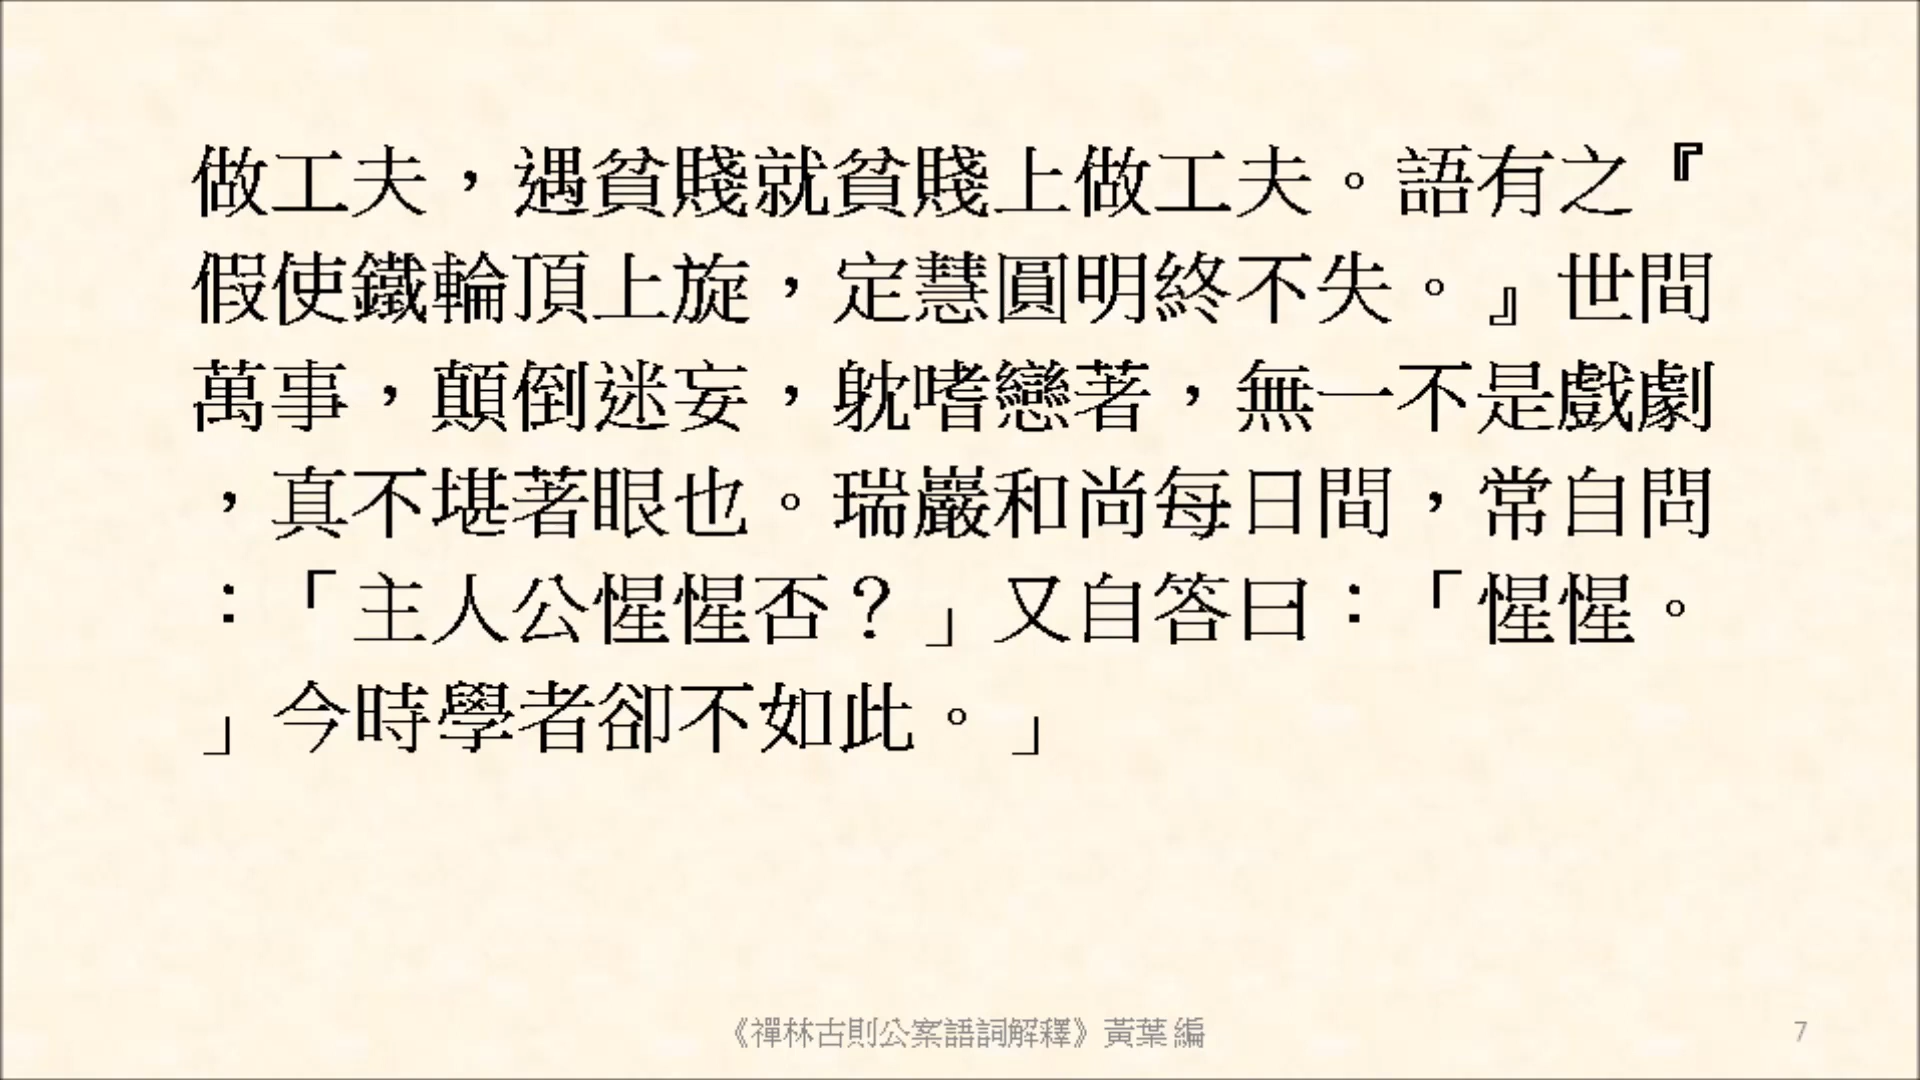 做工夫，遇貧賤就貧賤上做工夫。語有之『
假使鐵輪頂上旋，定慧圓明終不失。』世間
萬事，顛倒迷妄，躭嗜戀著，無一不是戲劇
，真不堪著眼也。瑞巖和尚每日間，常自問
：「主人公惺惺否？」又自答曰：「惺惺。
」今時學者卻不如此。」
《禪林古則公案語詞解釋》黃葉編
7